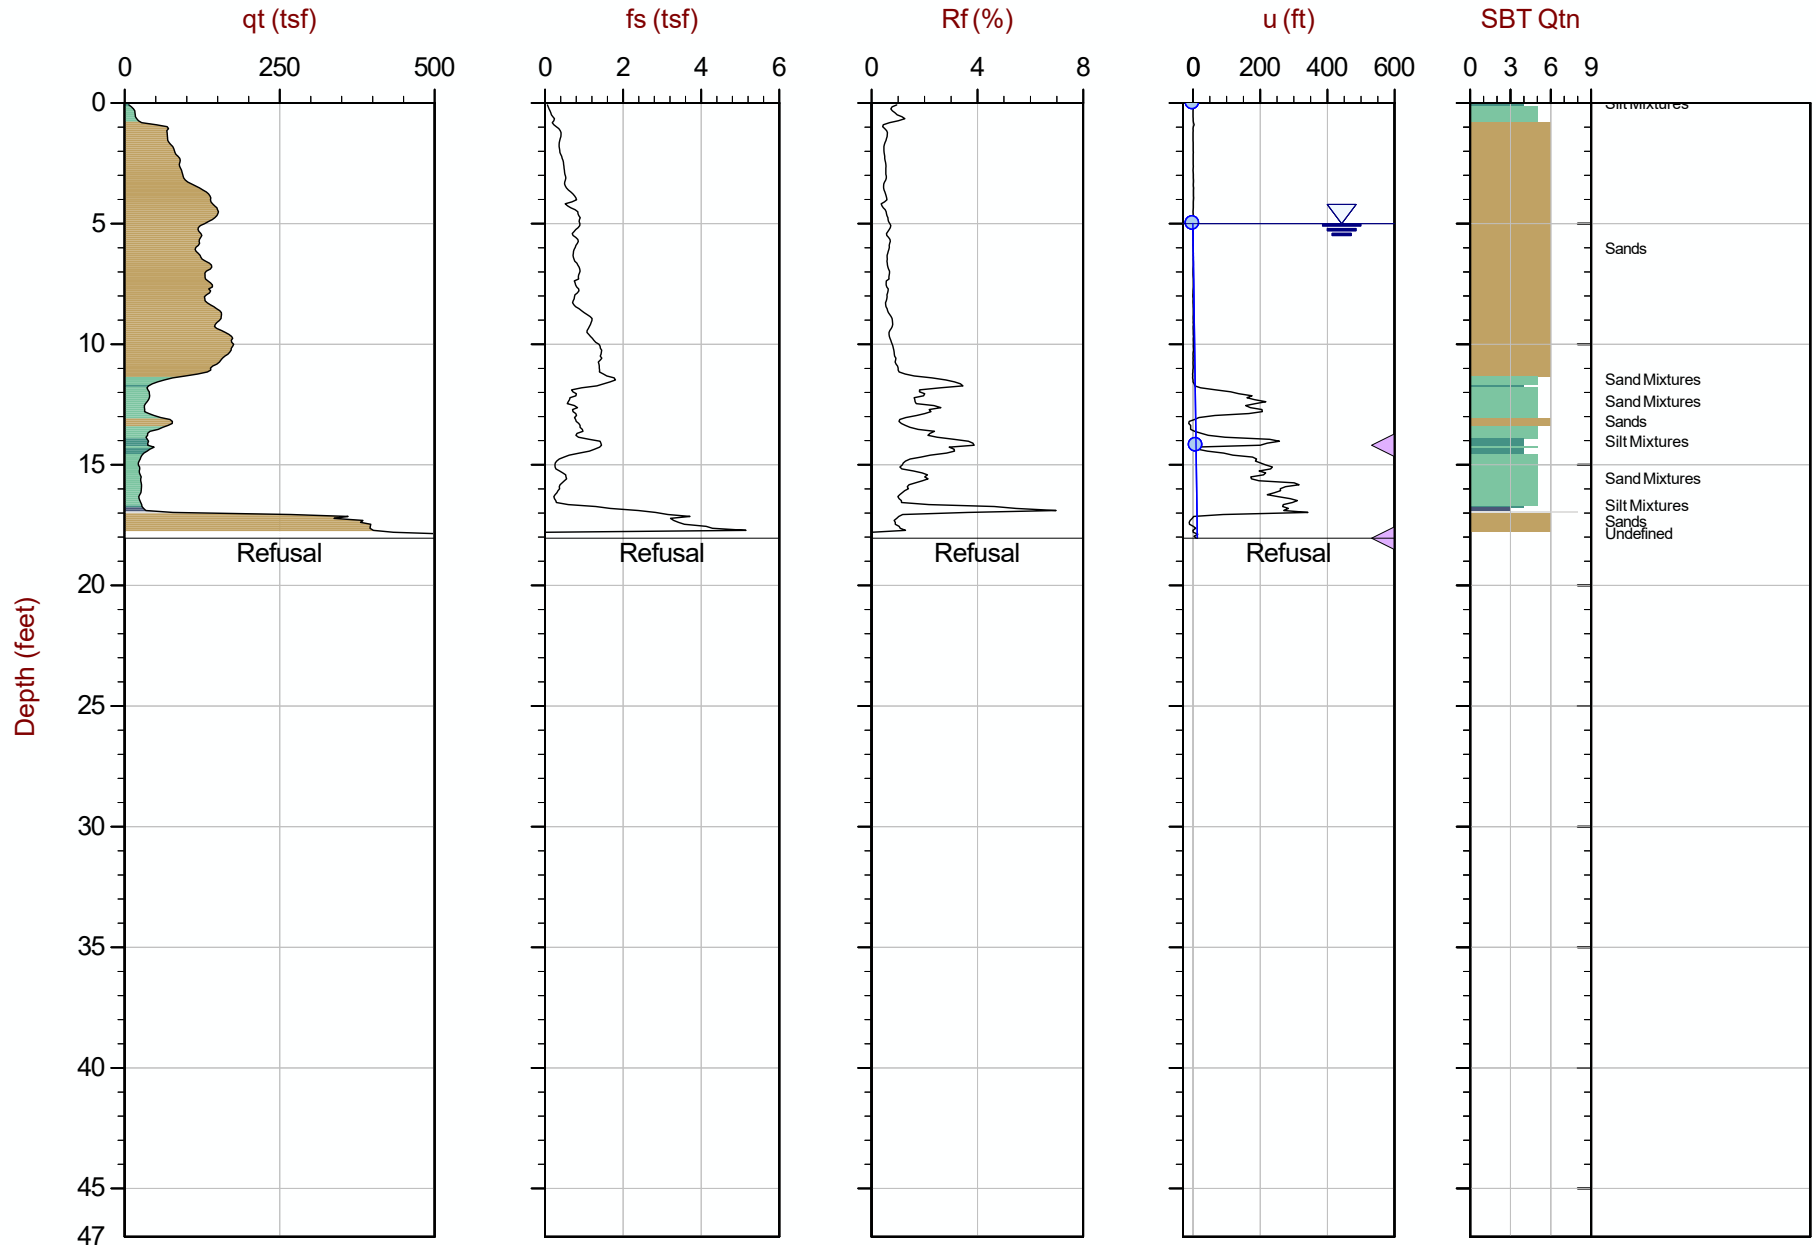 qt (tsf) fs (tsf) Rf (%) u (ft) SBT Qtn
0 250 500 0 2 4 6 0 4 8 0 200 400 600 0 3 6 9
0
Silt Mixtures
5
Sands
10
Sand Mixtures
Sand Mixtures
Sands
Silt Mixtures
15
Sand Mixtures
Silt Mixtures
Sands
Undefined
Refusal Refusal Refusal Refusal
20
Depth (feet)
25
30
35
40
45
47